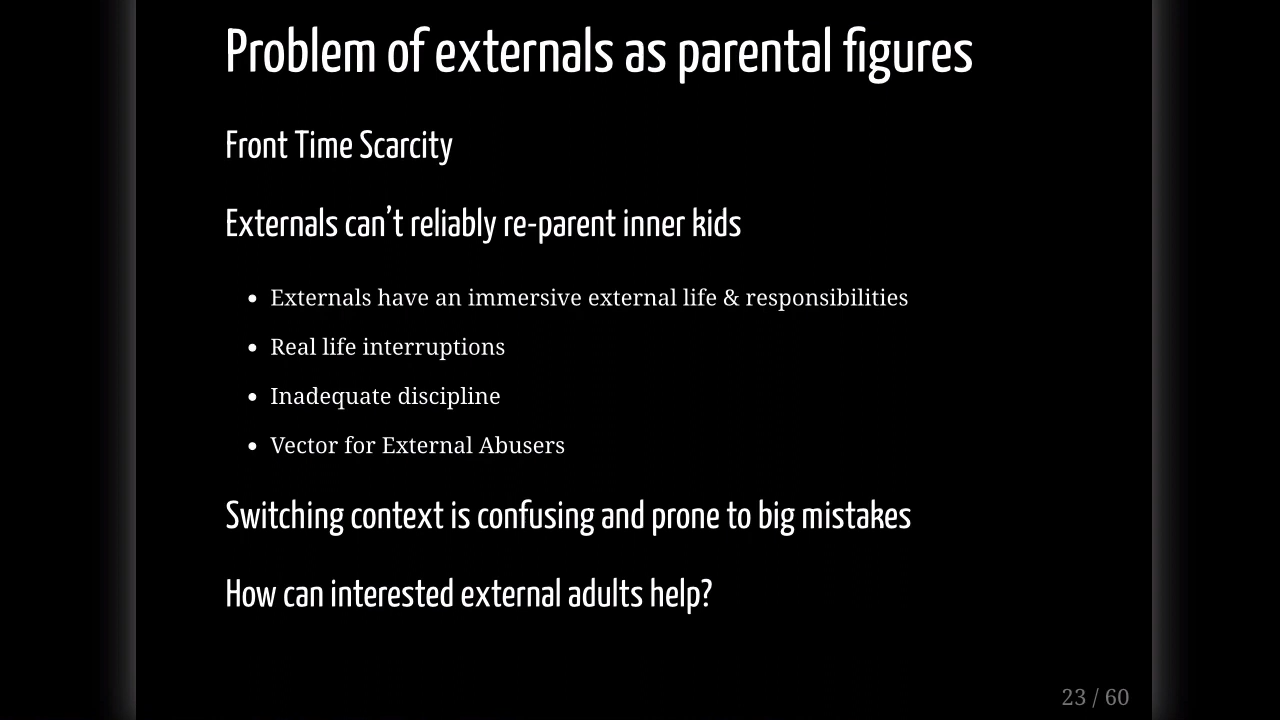 Problem of externals as parental figures
Front Time Scarcity
Externals can’t reliably re-parent inner kids
• Externals have an immersive external life & responsibilities
• Real life interruptions
• Inadequate discipline
• Vector for External Abusers
Switching context is confusing and prone to big mistakes
How can interested external adults help?
23 / 60